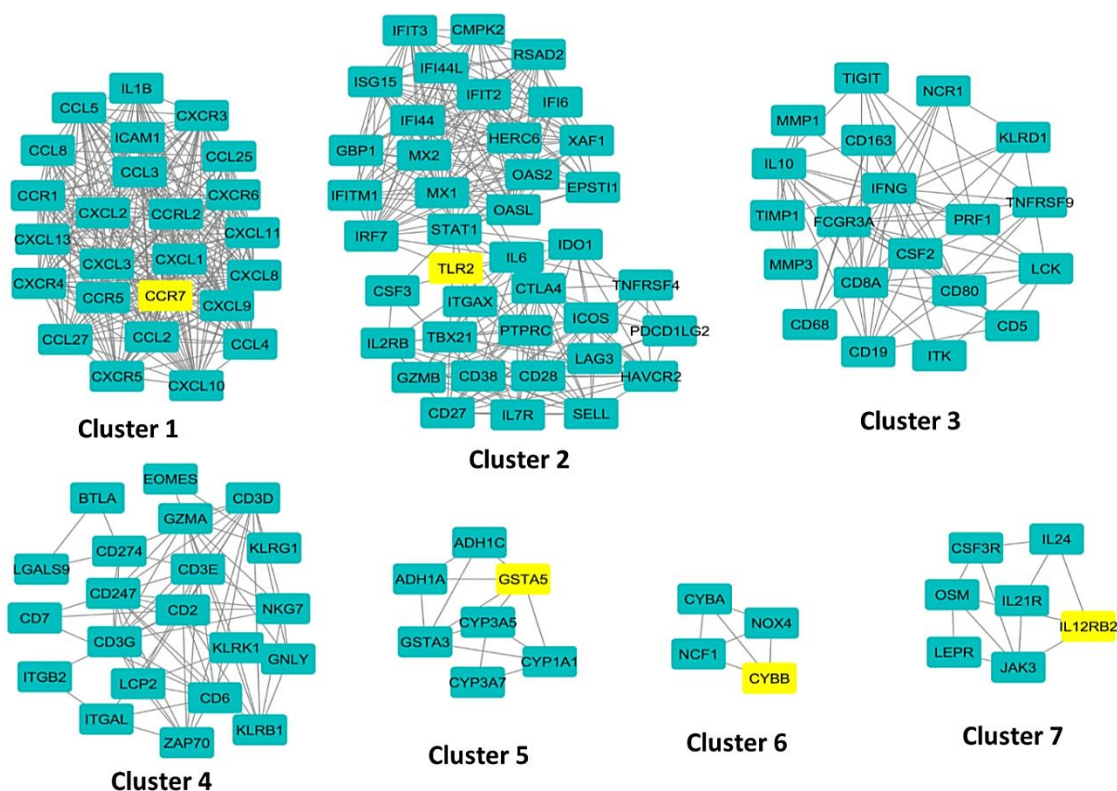 IL1B
CCL5
CXCR3
ICAM1
CCL8
CCL25
CCL3
CCR1
CXCR6
CXCL2
CCRL2
CXCL13
CXCL11
CXCL3
CXCL1
CXCR4
CXCL8
CCR5
CCR7
CXCL9
CCL27
CCL2
CCL4
CXCR5
CXCL10
Cluster 1
IFIT3
CMPK2
RSAD2
ISG15
IFI44L
IFIT2
IFI6
IFI44
HERC6
XAF1
GBP1
MX2
OAS2
EPSTI1
IFITM1
MX1
OASL
IRF7
STAT1
IDO1
TLR2
IL6
CSF3
ITGAX
CTLA4
TNFRSF4
ICOS
PDCD1LG2
IL2RB
TBX21
PTPRC
LAG3
GZMB
CD38
CD28
HAVCR2
CD27
IL7R
SELL
Cluster 2
TIGIT
NCR1
MMP1
KLRD1
CD163
IL10
IFNG
TNFRSF9
TIMP1
FCGR3A
PRF1
CSF2
MMP3
LCK
CD8A
CD80
CD68
CD5
CD19
ITK
Cluster 3
EOMES
BTLA
CD3D
GZMA
LGALS9
CD274
KLRG1
CD3E
CD247
NKG7
CD7
CD2
CD3G
KLRK1
GNLY
ITGB2
LCP2
CD6
ITGAL
KLRB1
ZAP70
Cluster 4
ADH1C
ADH1A
GSTA5
CYP3A5
GSTA3
CYP1A1
CYP3A7
Cluster 5
CYBA
NOX4
NCF1
CYBB
Cluster 6
CSF3R
IL24
OSM
IL21R
IL12RB2
LEPR
JAK3
Cluster 7